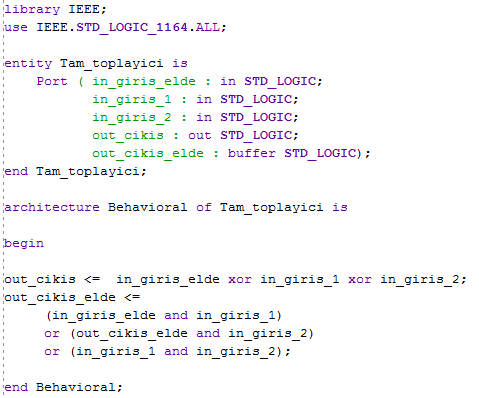 library IEEE;
use IEEE.STD_LOGIC_1164.ALL;
entity Tam_toplayici is
Port ( in_giris_elde : in STD_LOGIC;
in_giris_1 : in STD_LOGIC;
in_giris_2 : in STD_LOGIC;
out_cikis : out STD_LOGIC;
out_cikis_elde : buffer STD_LOGIC);
end Tam_toplayici;
architecture Behavioral of Tam_toplayici is
begin
out_cikis <=  in_giris_elde xor in_giris_1 xor in_giris_2;
out_cikis_elde <=
(in_giris_elde and in_giris_1)
or (out_cikis_elde and in_giris_2)
or (in_giris_1 and in_giris_2);
end Behavioral;